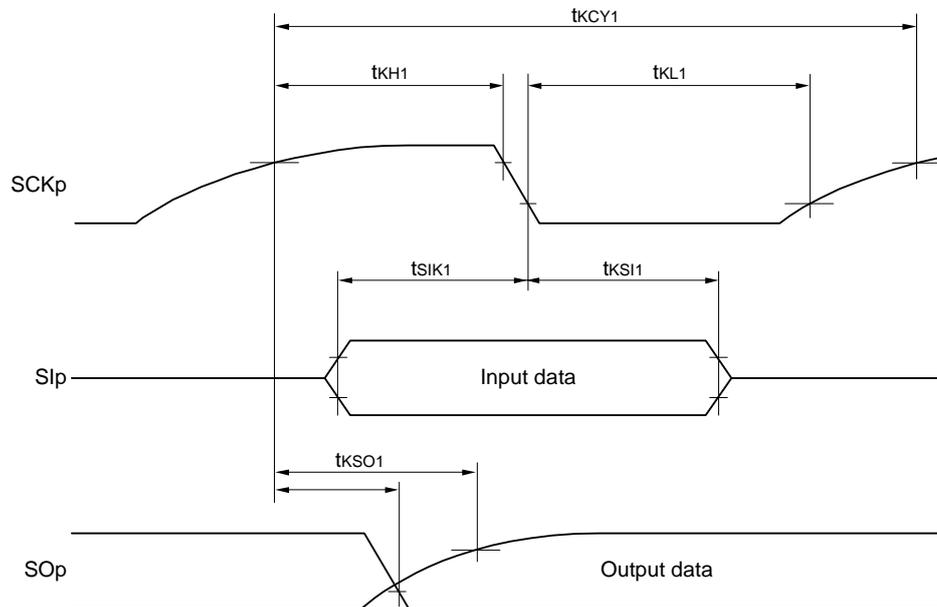 tKCY1
tKH1
tKL1
SCKp
tSIK1
tKSI1
SIp
Input data
tKSO1
SOp
Output data